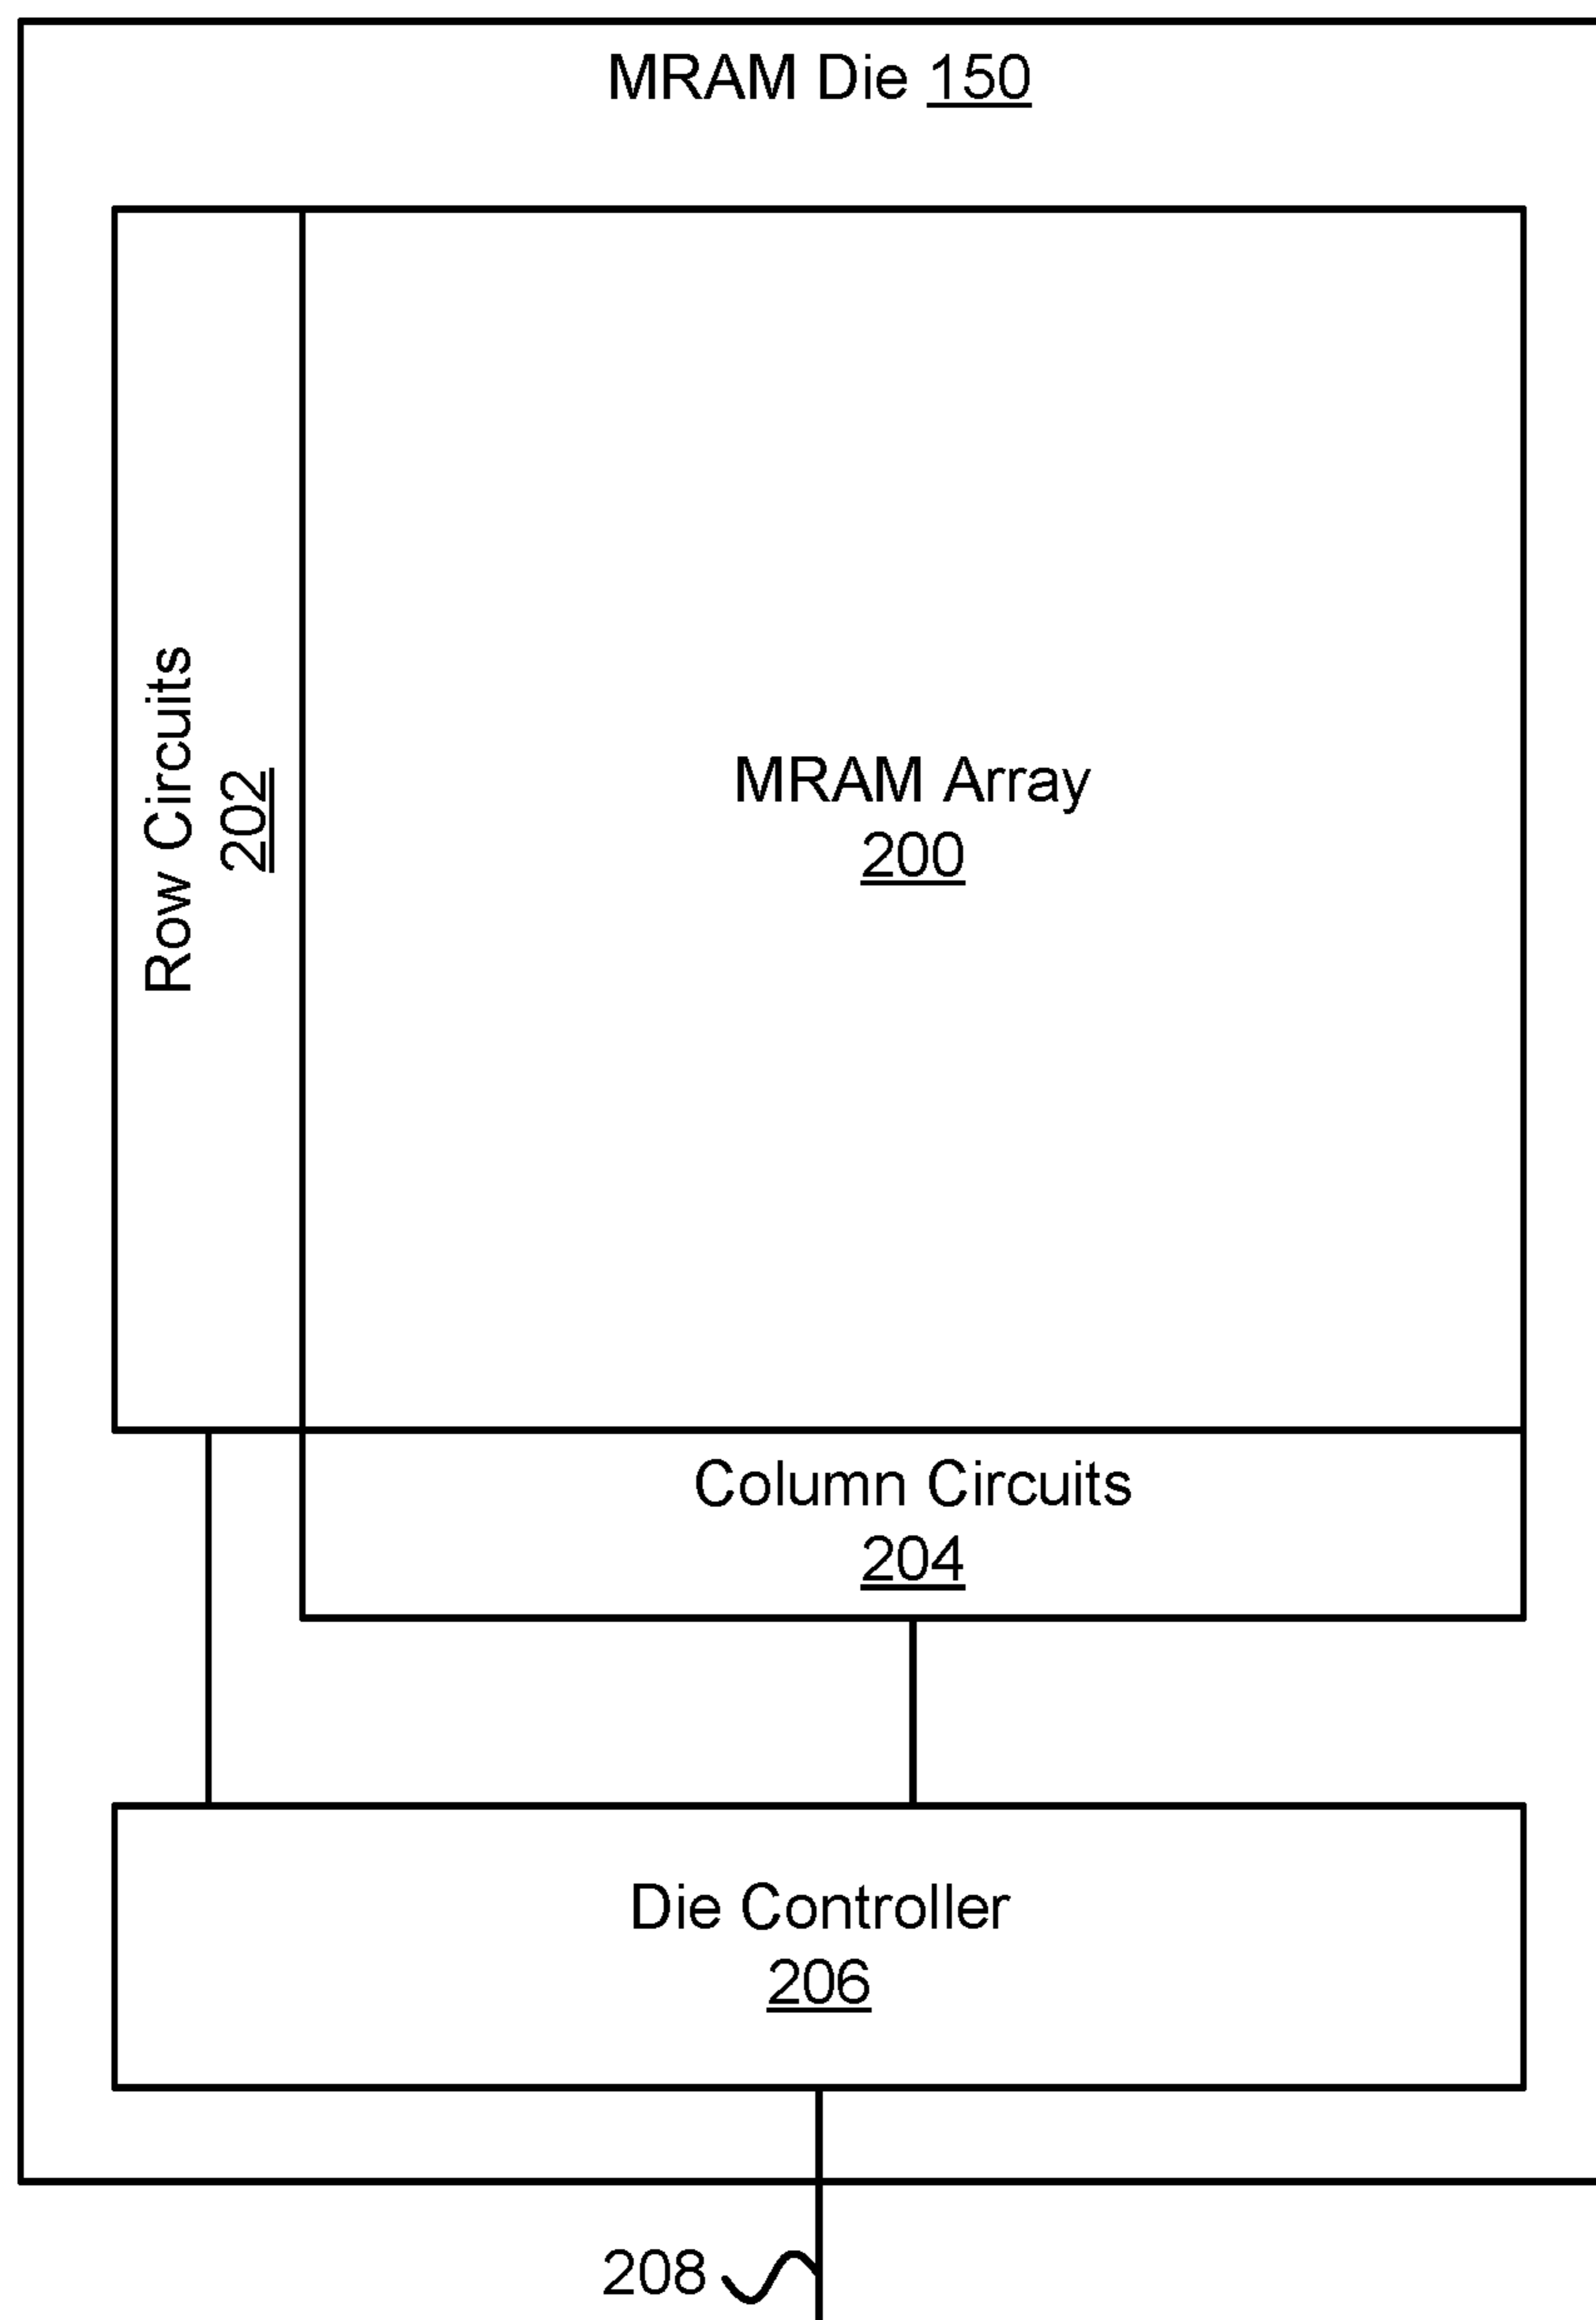 MRAM Die 150
Row Circuits
202
MRAM Array
200
Column Circuits
204
Die Controller
206
208